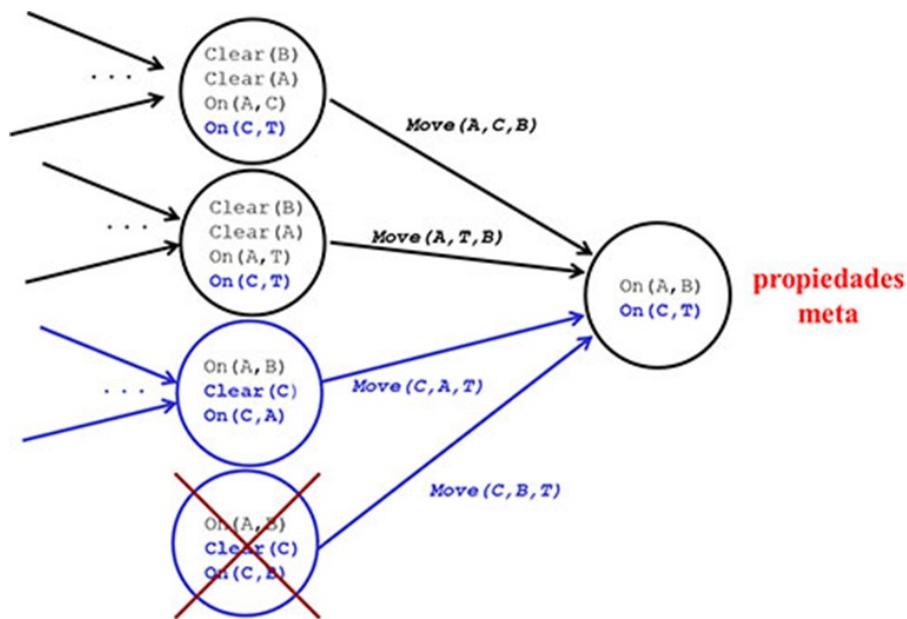 Clear(B)
Clear(A)
On(A,C)
On(C,T)
Move(A,C,B)
. . .
Clear(B)
Clear(A)
On(A,T)
On(C,T)
Move(A,T,B)
. . .
On(A,B)
Clear(C)
On(C,A)
Move(C,A,T)
. . .
On(A,B)
Clear(C)
On(C,B)
Move(C,B,T)
On(A,B)
On(C,T)
propiedades
meta